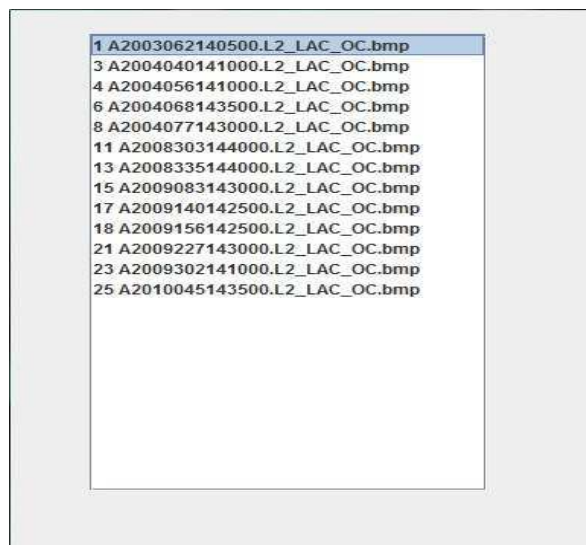 1 A2003062140500.L2_LAC_OC.bmp
3 A2004040141000.L2_LAC_OC.bmp
4 A2004056141000.L2_LAC_OC.bmp
6 A2004068143500.L2_LAC_OC.bmp
8 A2004077143000.L2_LAC_OC.bmp
11 A2008303144000.L2_LAC_OC.bmp
13 A2008335144000.L2_LAC_OC.bmp
15 A2009083143000.L2_LAC_OC.bmp
17 A2009140142500.L2_LAC_OC.bmp
18 A2009156142500.L2_LAC_OC.bmp
21 A2009227143000.L2_LAC_OC.bmp
23 A2009302141000.L2_LAC_OC.bmp
25 A2010045143500.L2_LAC_OC.bmp